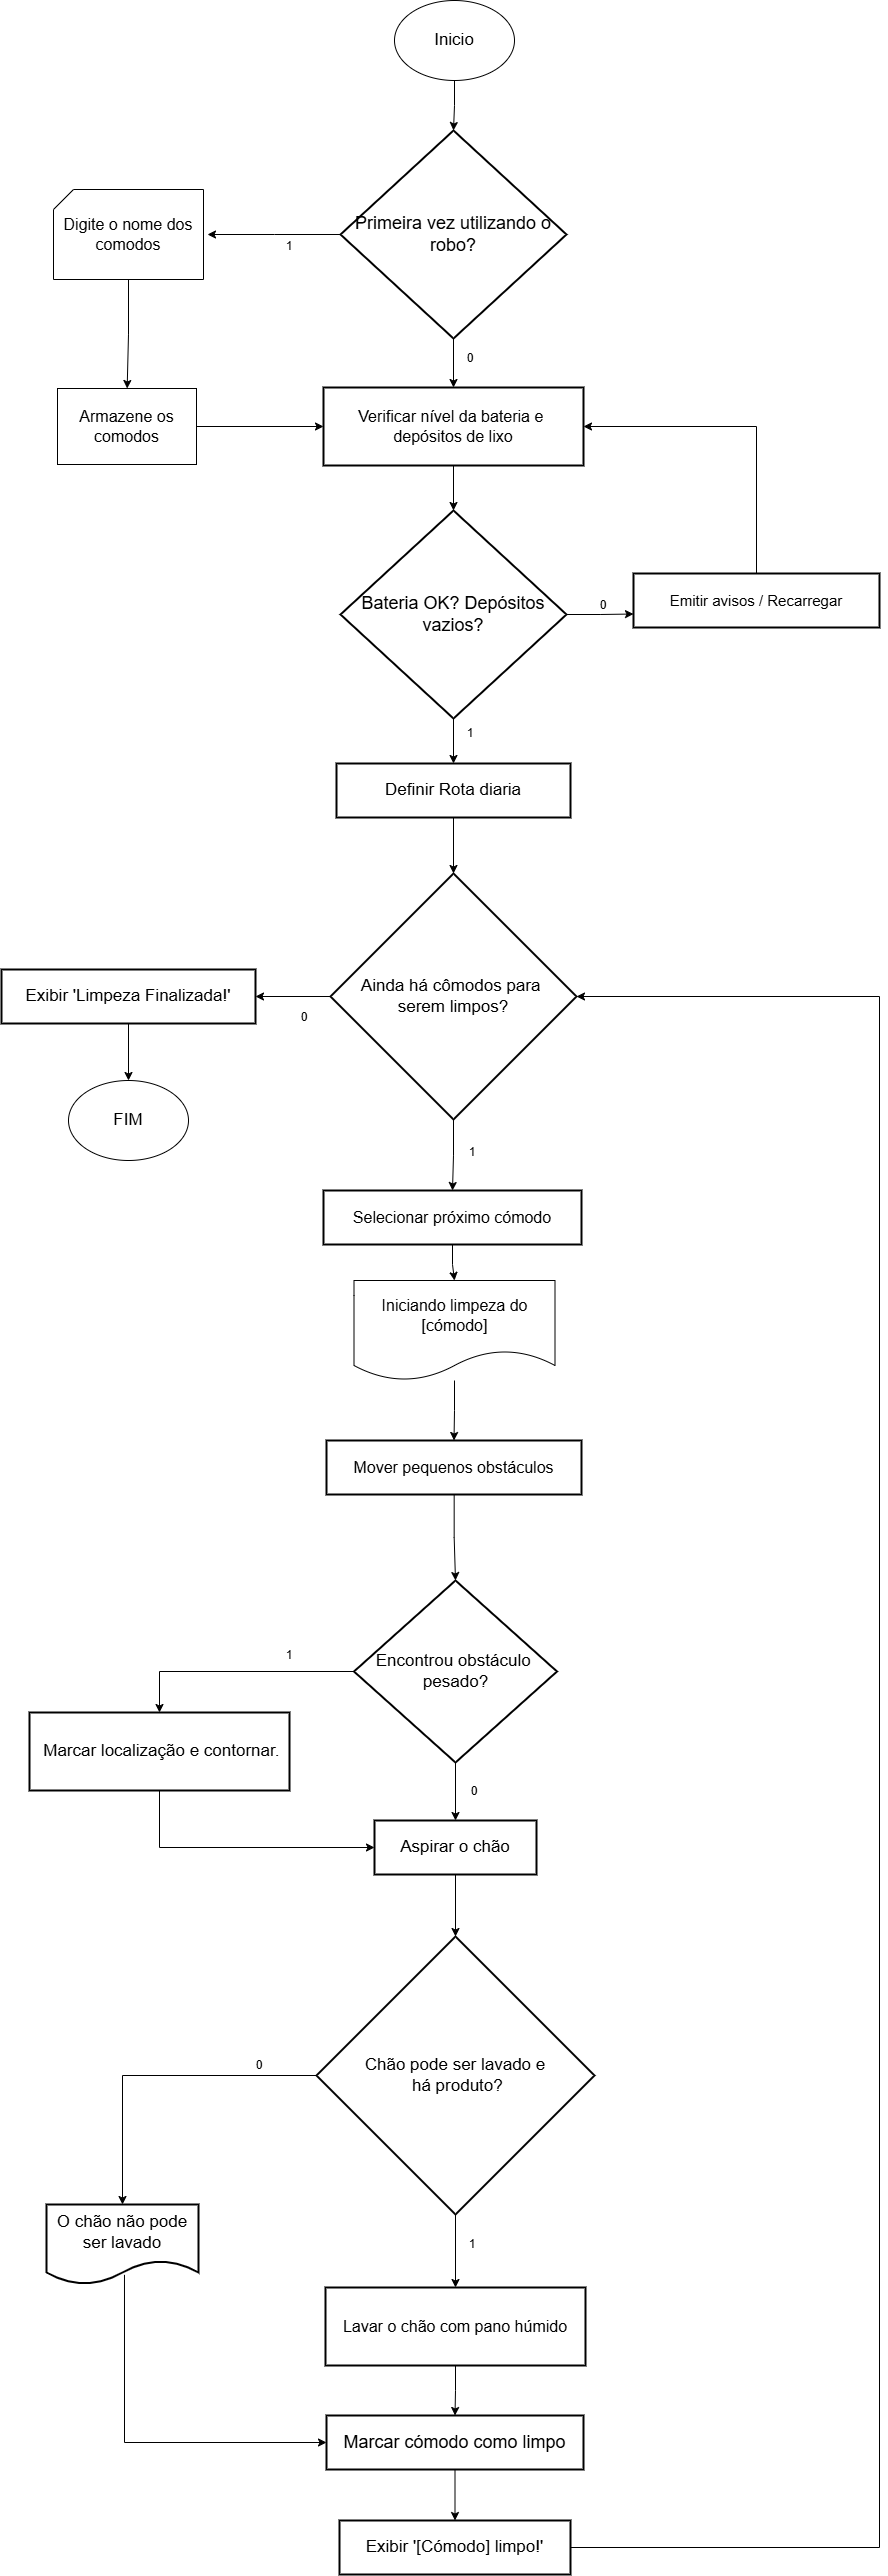 Inicio
Primeira vez utilizando o
robo?
1
Digite o nome dos
comodos
0
Armazene os
comodos
Verificar nível da bateria e
depósitos de lixo
Bateria OK? Depósitos
vazios?
0
Emitir avisos / Recarregar
1
Definir Rota diaria
Ainda há cômodos para
serem limpos?
0
Exibir 'Limpeza Finalizada!'
FIM
1
Selecionar próximo cómodo
Iniciando limpeza do
[cómodo]
Mover pequenos obstáculos
Encontrou obstáculo
pesado?
1
Marcar localização e contornar.
0
Aspirar o chão
Chão pode ser lavado e
há produto?
0
O chão não pode
ser lavado
1
Lavar o chão com pano húmido
Marcar cómodo como limpo
Exibir '[Cómodo] limpo!'